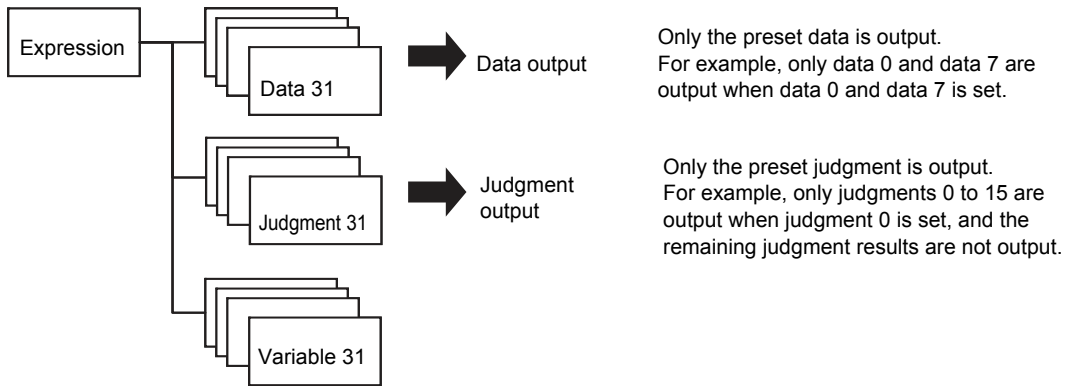 Expression
Data 31
Data output
Only the preset data is output.
For example, only data 0 and data 7 are
output when data 0 and data 7 is set.
Judgment 31
Judgment
output
Only the preset judgment is output.
For example, only judgments 0 to 15 are
output when judgment 0 is set, and the
remaining judgment results are not output.
Variable 31